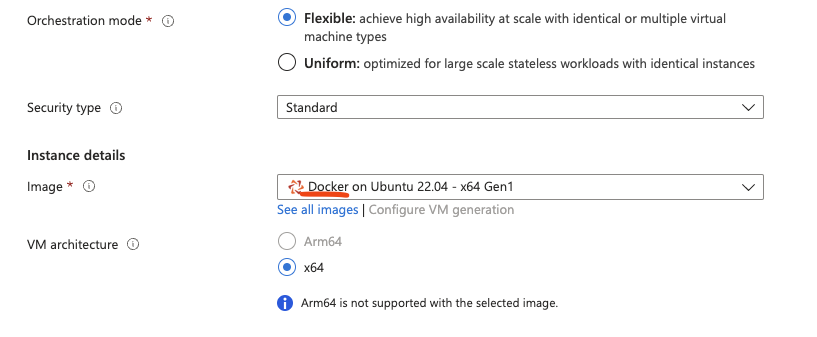 Orchestration mode *
Flexible: achieve high availability at scale with identical or multiple virtual
machine types
Uniform: optimized for large scale stateless workloads with identical instances
Security type
Standard
Instance details
Image *
Docker on Ubuntu 22.04 - x64 Gen1
See all images | Configure VM generation
VM architecture
Arm64
x64
Arm64 is not supported with the selected image.